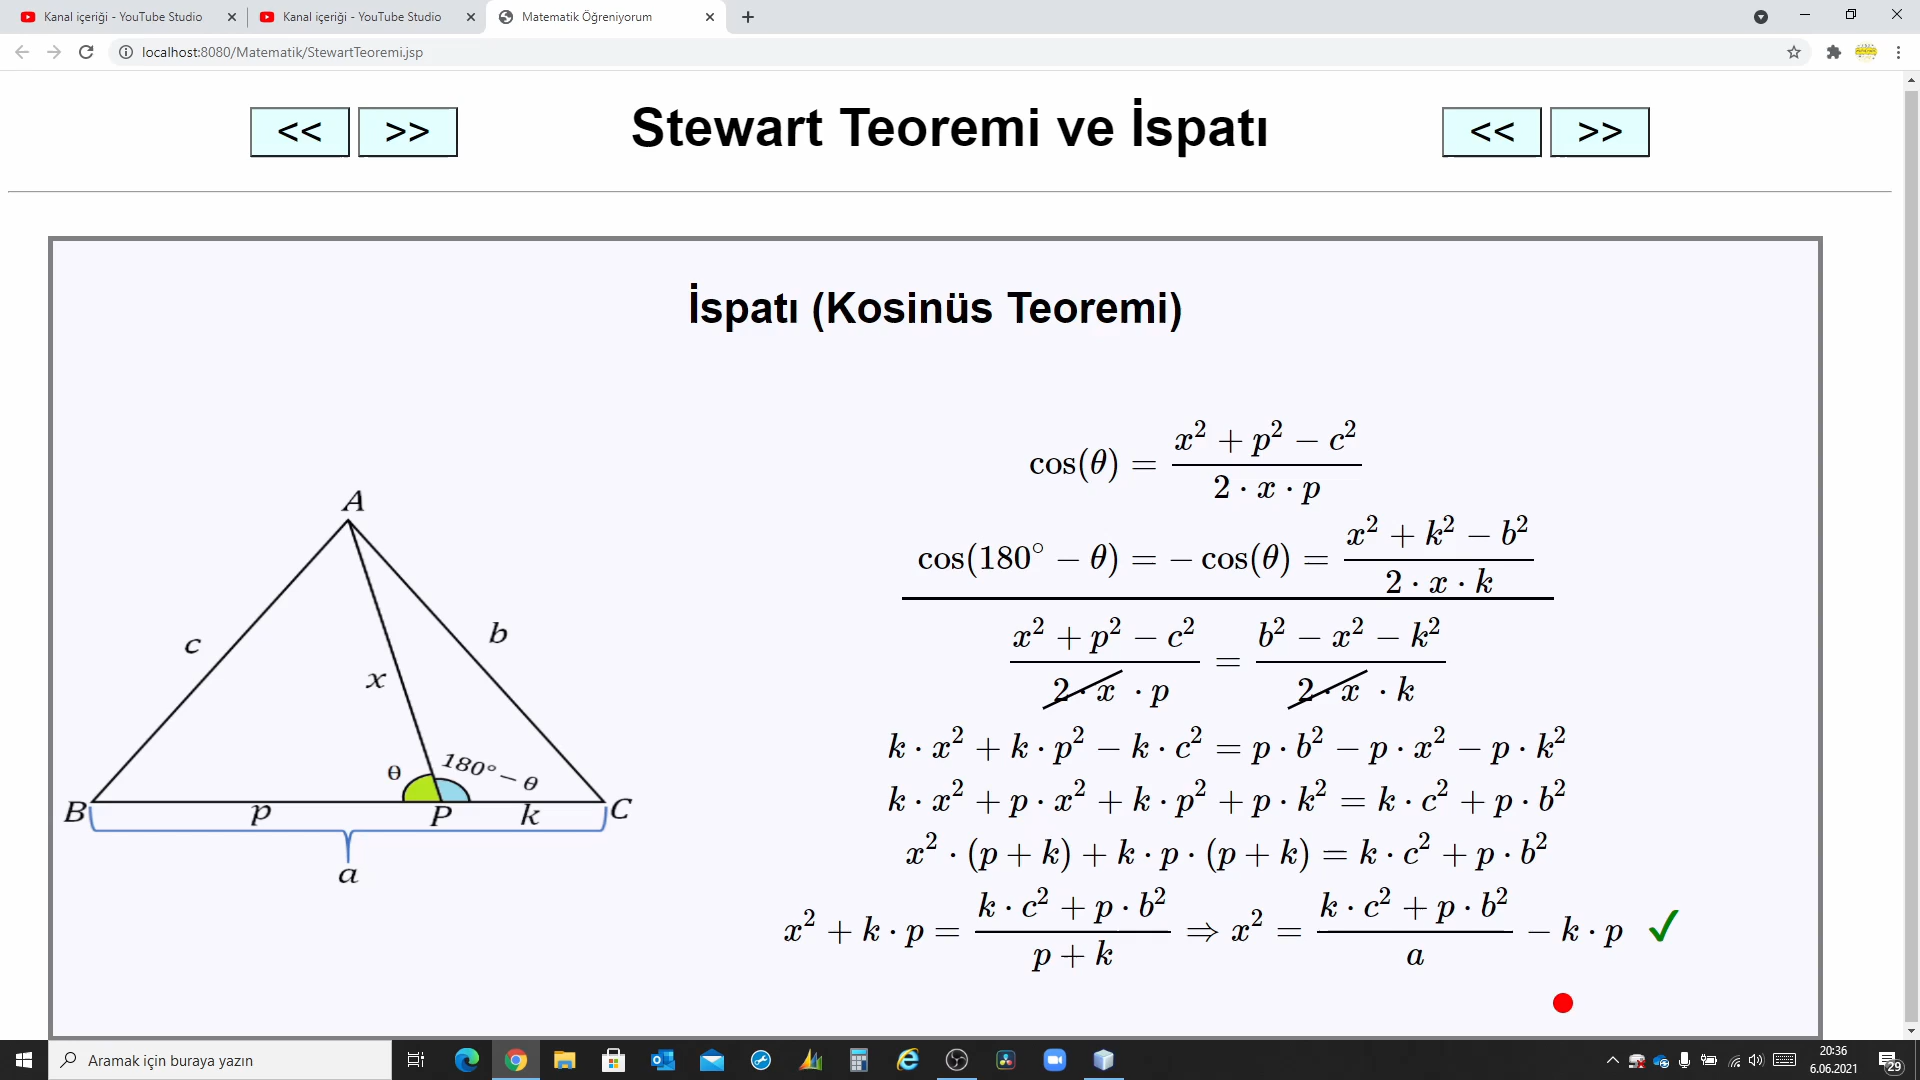 Kanal içeriği - YouTube Studio
Kanal içeriği - YouTube Studio
Matematik Öğreniyorum
localhost:8080/Matematik/StewartTeoremi.jsp
<< >>
Stewart Teoremi ve İspatı
<< >>
İspatı (Kosinüs Teoremi)
cos(θ) = (x² + p² − c²) / (2 · x · p)
cos(180° − θ) = − cos(θ) = (x² + k² − b²) / (2 · x · k)
(x² + p² − c²) / (2 · x · p) = (b² − x² − k²) / (2 · x · k)
k · x² + k · p² − k · c² = p · b² − p · x² − p · k²
k · x² + p · x² + k · p² + p · k² = k · c² + p · b²
x² · (p + k) + k · p · (p + k) = k · c² + p · b²
x² + k · p = (k · c² + p · b²) / (p + k) ⇒ x² = (k · c² + p · b²) / a − k · p ✓
A
c
b
x
θ
180° − θ
B
p
P
k
C
a
Aramak için buraya yazın
20:36
6.06.2021
29